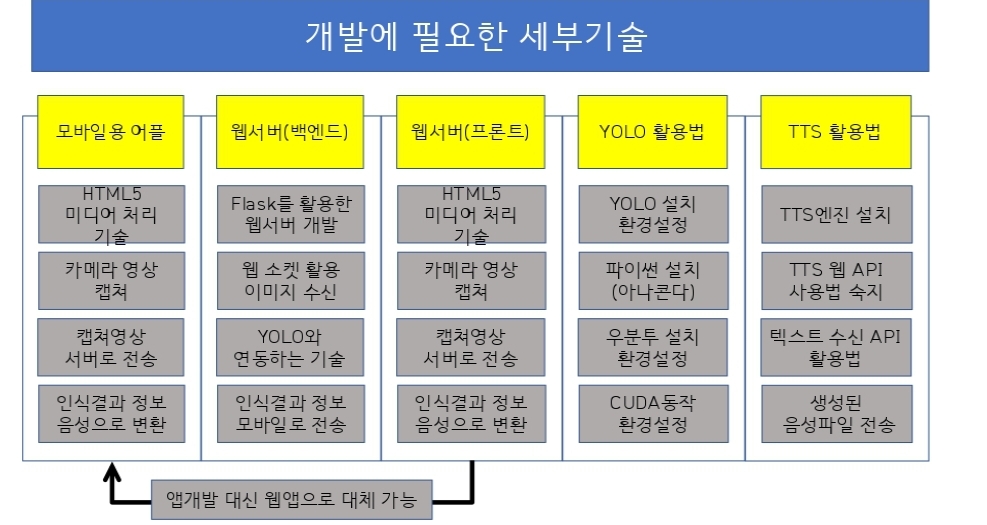 개발에 필요한 세부기술
모바일용 어플
HTML5
미디어 처리
기술
카메라 영상
캡쳐
캡쳐영상
서버로 전송
인식결과 정보
음성으로 변환
웹서버(백엔드)
Flask를 활용한
웹서버 개발
웹 소켓 활용
이미지 수신
YOLO와
연동하는 기술
인식결과 정보
모바일로 전송
웹서버(프론트)
HTML5
미디어 처리
기술
카메라 영상
캡쳐
캡쳐영상
서버로 전송
인식결과 정보
음성으로 변환
YOLO 활용법
YOLO 설치
환경설정
파이썬 설치
(아나콘다)
우분투 설치
환경설정
CUDA동작
환경설정
TTS 활용법
TTS엔진 설치
TTS 웹 API
사용법 숙지
텍스트 수신 API
활용법
생성된
음성파일 전송
앱개발 대신 웹앱으로 대체 가능